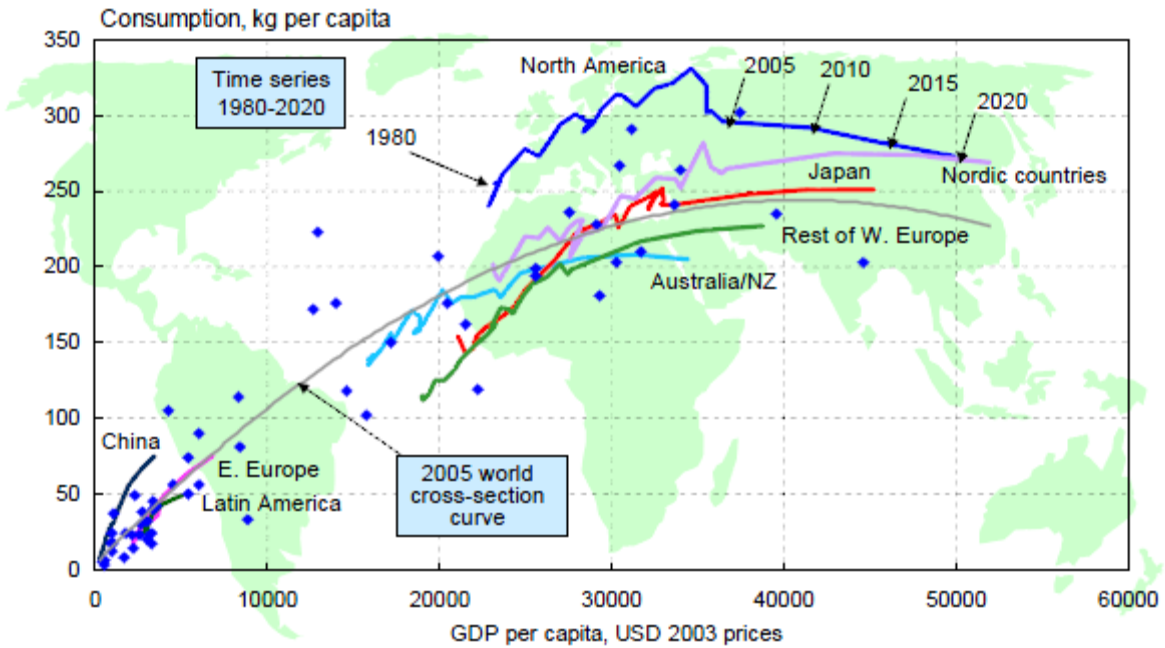 Consumption, kg per capita
350
300
250
200
150
100
50
0
Time series
1980-2020
1980
North America
2005
2010
2015
2020
Nordic countries
Japan
Rest of W. Europe
Australia/NZ
China
E. Europe
Latin America
2005 world
cross-section
curve
0
10000
20000
30000
40000
50000
60000
GDP per capita, USD 2003 prices